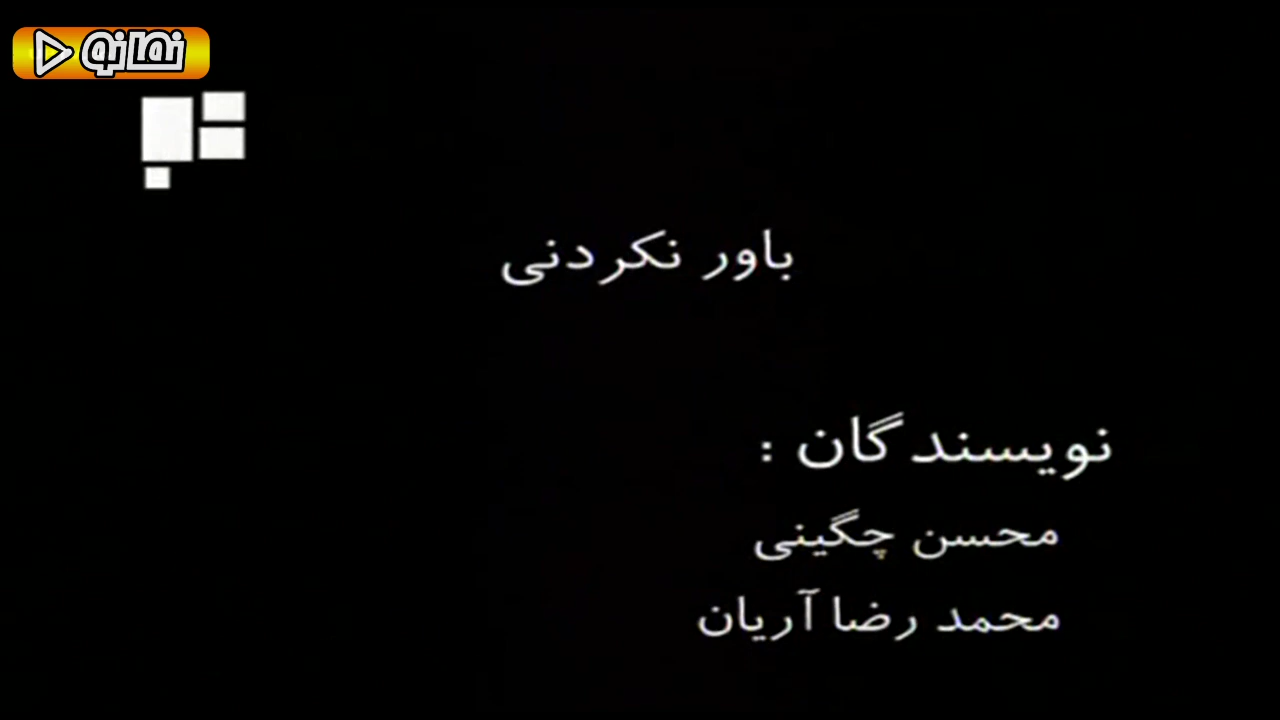 نماتو
باور نکردنی
نویسندگان :
محسن چگینی
محمد رضا آریان